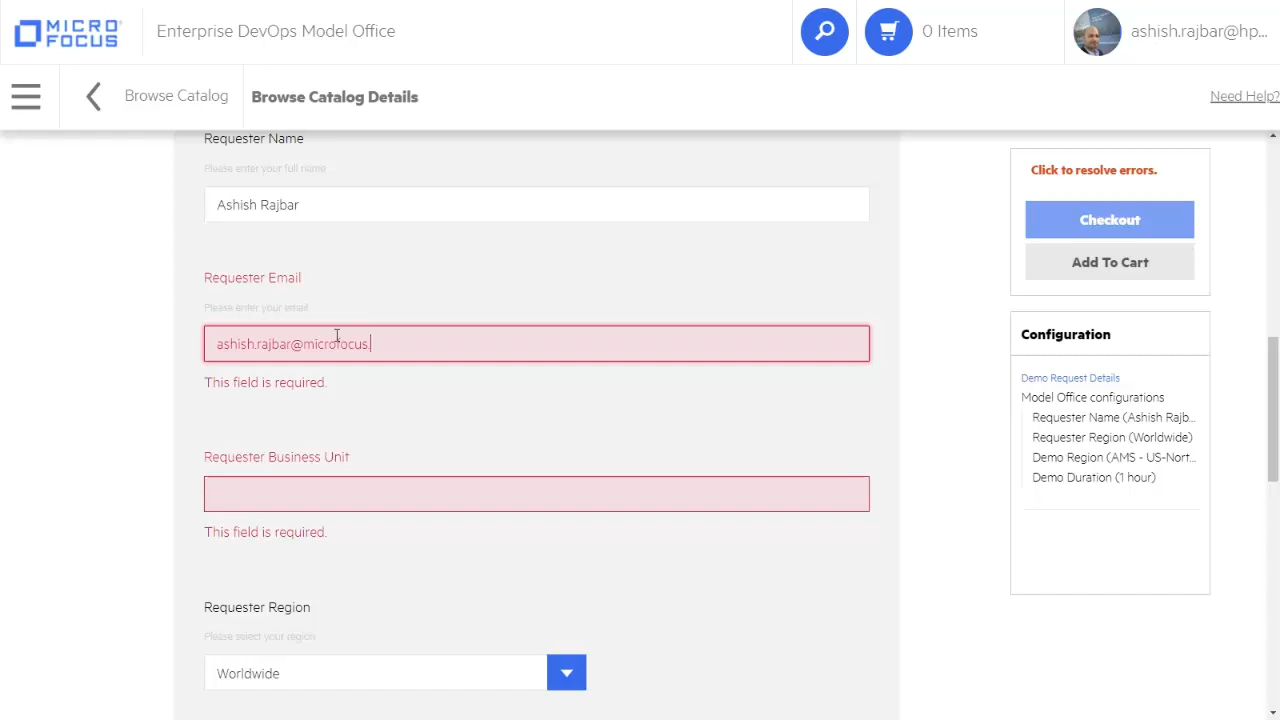 MICRO
FOCUS
Enterprise DevOps Model Office
0 Items
ashish.rajbar@hp...
Browse Catalog
Browse Catalog Details
Need Help?
Requester Name
Please enter your full name
Ashish Rajbar
Requester Email
Please enter your email
ashish.rajbar@microfocus.
This field is required.
Requester Business Unit
This field is required.
Requester Region
Please select your region
Worldwide
Click to resolve errors.
Checkout
Add To Cart
Configuration
Demo Request Details
Model Office configurations
Requester Name (Ashish Rajb...
Requester Region (Worldwide)
Demo Region (AMS - US-Nort...
Demo Duration (1 hour)